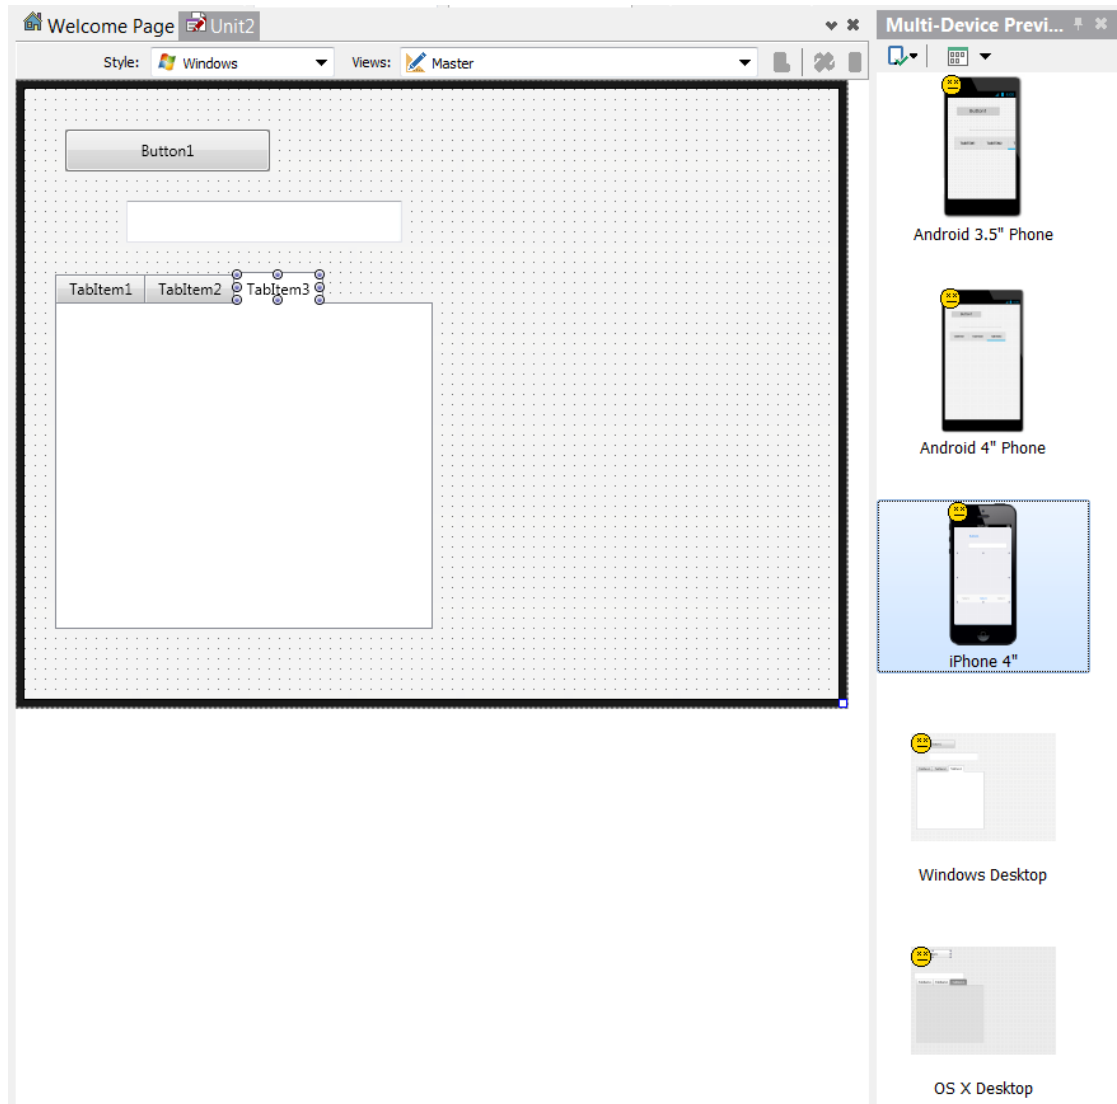 Welcome Page
Unit2
Multi-Device Previ...
Style:
Windows
Views:
Master
Button1
TabItem1
TabItem2
TabItem3
Android 3.5" Phone
Android 4" Phone
iPhone 4"
Windows Desktop
OS X Desktop